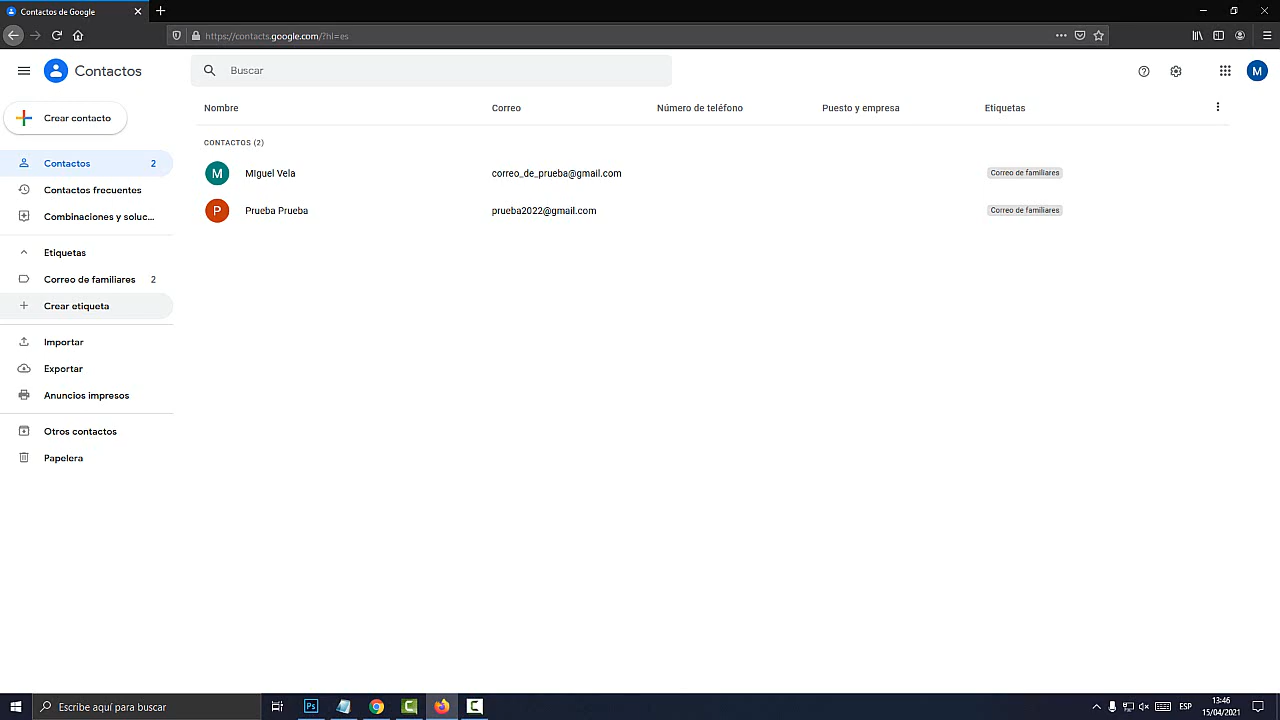 Contactos de Google
https://contacts.google.com/?hl=es
Contactos
Buscar
M
Crear contacto
Nombre
Correo
Número de teléfono
Puesto y empresa
Etiquetas
CONTACTOS (2)
M
MIguel Vela
correo_de_prueba@gmail.com
Correo de familiares
P
Prueba Prueba
prueba2022@gmail.com
Correo de familiares
Contactos 2
Contactos frecuentes
Combinaciones y soluc...
Etiquetas
Correo de familiares 2
Crear etiqueta
Importar
Exportar
Anuncios impresos
Otros contactos
Papelera
Escribe aquí para buscar
Ps
ESP
13:46
15/04/2021